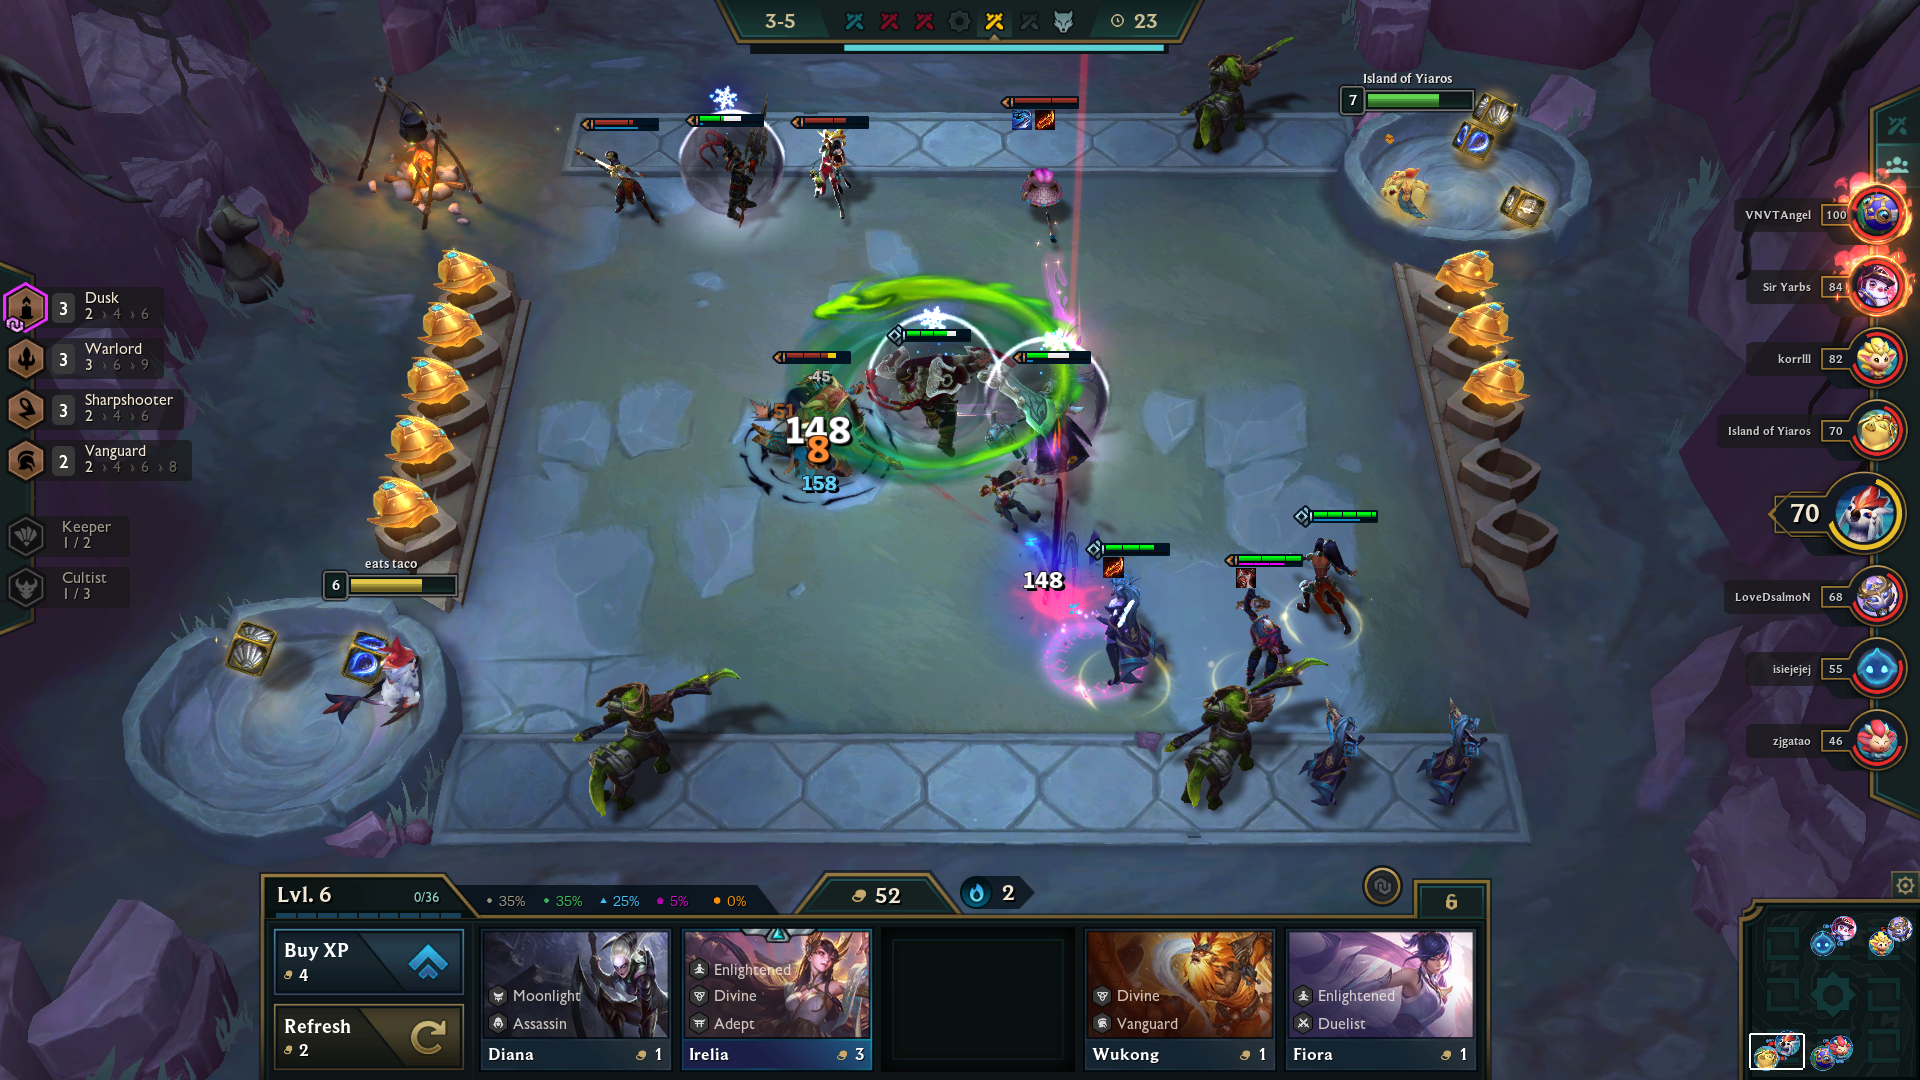 3-5
23
Island of Yiaros
7
VNVTAngel 100
Sir Yarbs 84
korrlll 82
Island of Yiaros 70
70
LoveDsalmoN 68
isiejejej 55
zjgatao 46
3 Dusk
2 › 4 › 6
3 Warlord
3 › 6 › 9
3 Sharpshooter
2 › 4 › 6
2 Vanguard
2 › 4 › 6 › 8
Keeper
1 / 2
Cultist
1 / 3
eats taco
6
45
51
148
8
158
148
Lvl. 6
0/36
35%
35%
25%
5%
0%
52
2
6
Buy XP
4
Refresh
2
Moonlight
Assassin
Diana 1
Enlightened
Divine
Adept
Irelia 3
Divine
Vanguard
Wukong 1
Enlightened
Duelist
Fiora 1